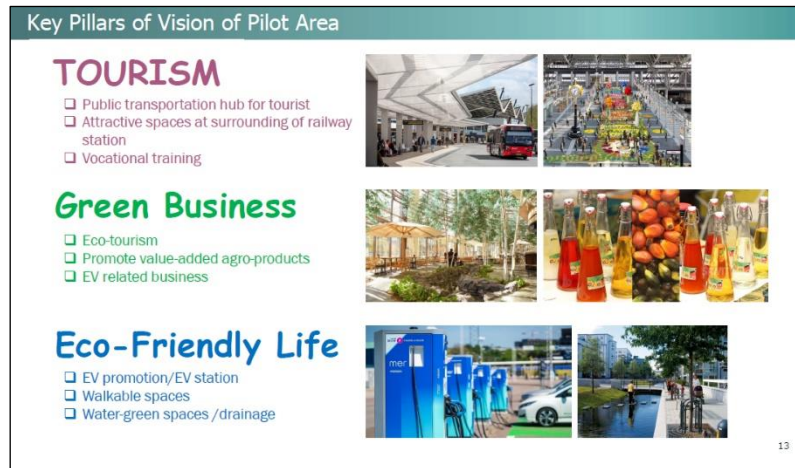 Key Pillars of Vision of Pilot Area
TOURISM
Public transportation hub for tourist
Attractive spaces at surrounding of railway
station
Vocational training
Green Business
Eco-tourism
Promote value-added agro-products
EV related business
Eco-Friendly Life
EV promotion/EV station
Walkable spaces
Water-green spaces /drainage
mer
13